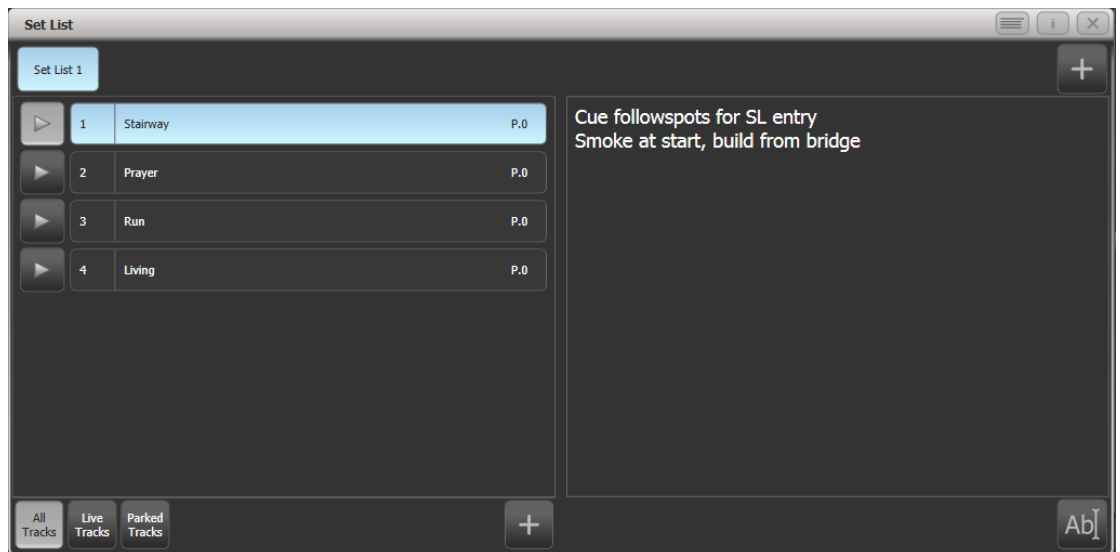 Set List
i
Set List 1
+
1 Stairway P.0
2 Prayer P.0
3 Run P.0
4 Living P.0
Cue followspots for SL entry
Smoke at start, build from bridge
All Tracks
Live Tracks
Parked Tracks
+
Ab